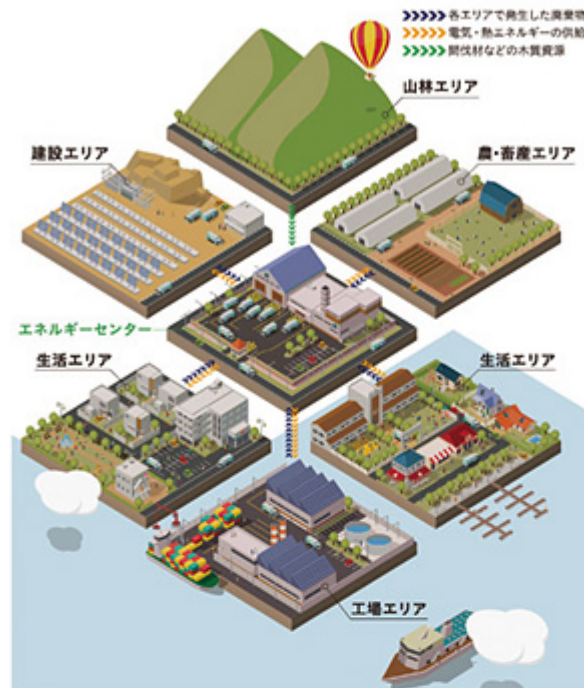 各エリアで発生した廃棄物
電気・熱エネルギーの供給
間伐材などの木質資源
山林エリア
建設エリア
農・畜産エリア
エネルギーセンター
生活エリア
生活エリア
工場エリア